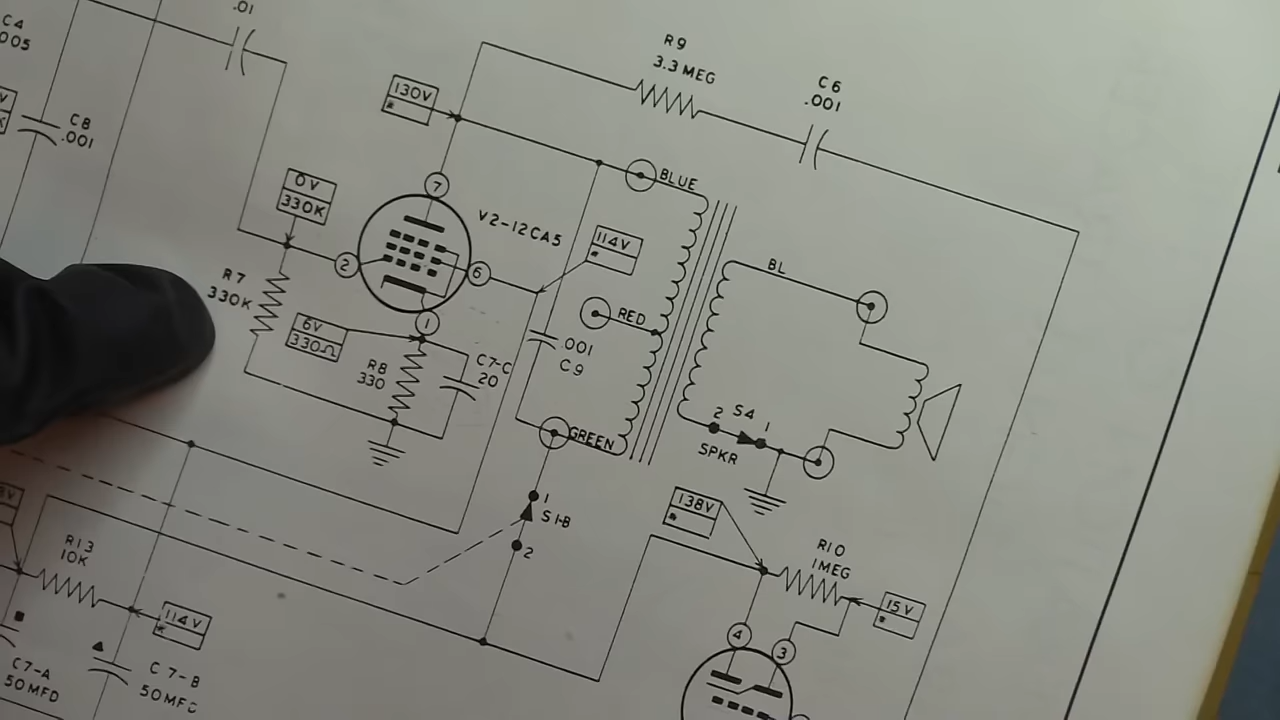 .01
C4
.005
C8
.001
130V
*
R9
3.3 MEG
C6
.001
0V
330K
7
BLUE
V2-12CA5
114V
*
2
6
R7
330K
1
6V
330Ω
R8
330
C7-C
20
.001
C9
RED
GREEN
BL
2
S4
1
SPKR
1
S1-B
2
138V
*
R10
1MEG
15V
*
4
3
R13
10K
114V
*
C7-A
50MFD
C7-B
50MFD